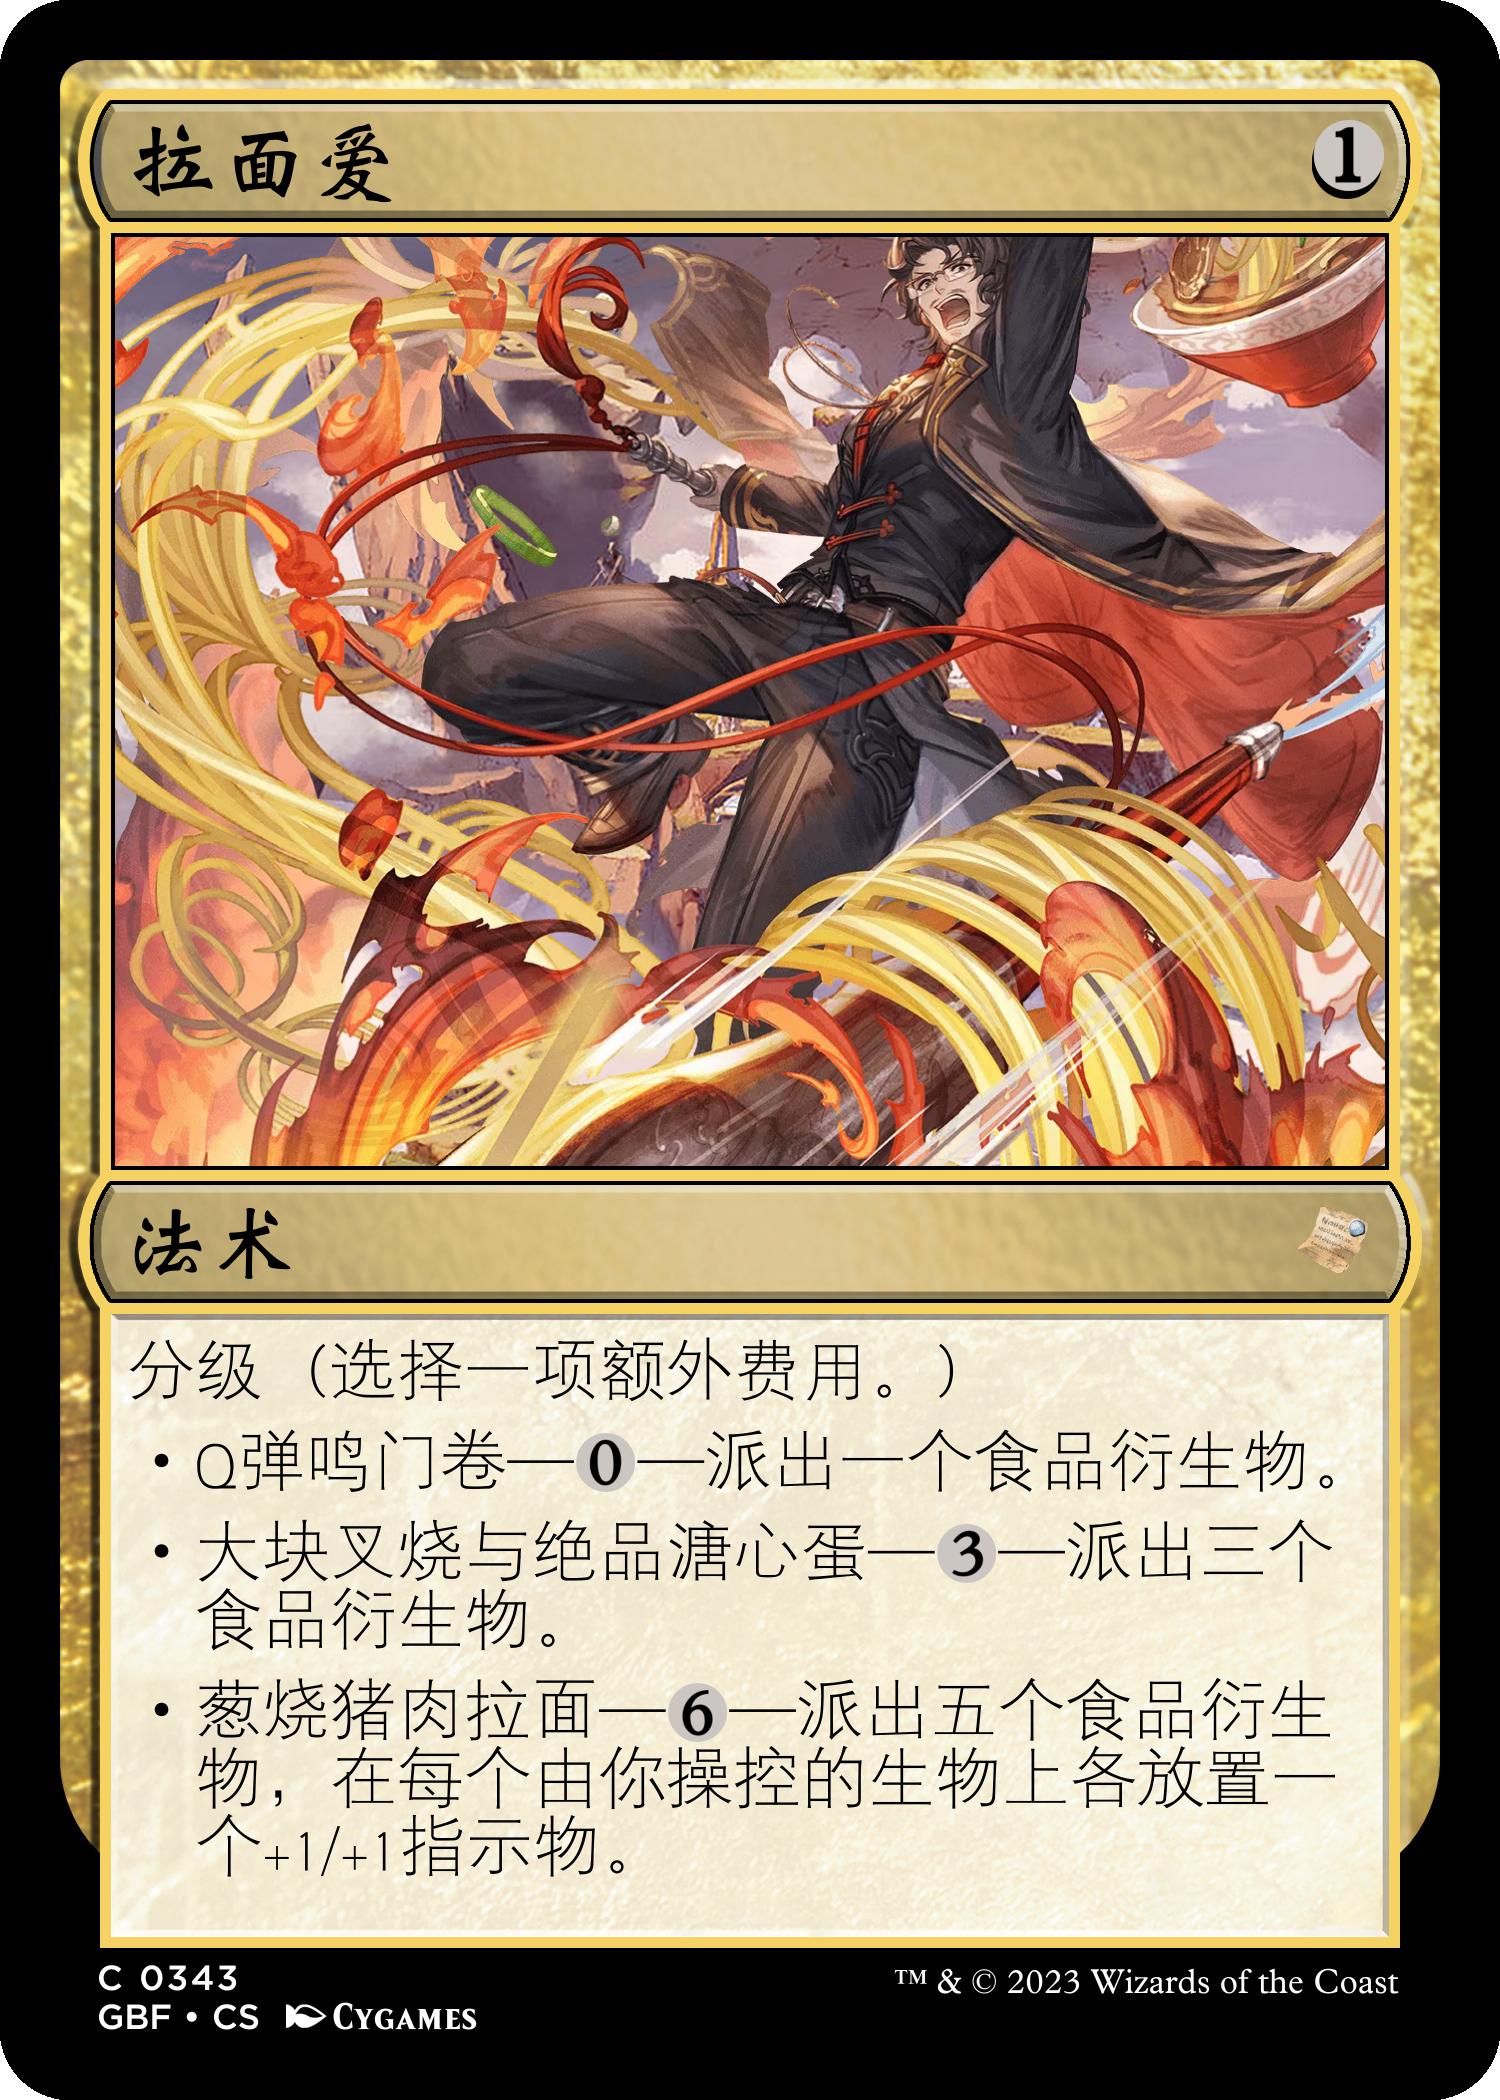 拉面爱
1
法术
分级（选择一项额外费用。）
• Q弹鸣门卷—0—派出一个食品衍生物。
• 大块叉烧与绝品溏心蛋—3—派出三个
食品衍生物。
• 葱烧猪肉拉面—6—派出五个食品衍生
物，在每个由你操控的生物上各放置一
个+1/+1指示物。
C 0343
™ & © 2023 Wizards of the Coast
GBF • CS CYGAMES